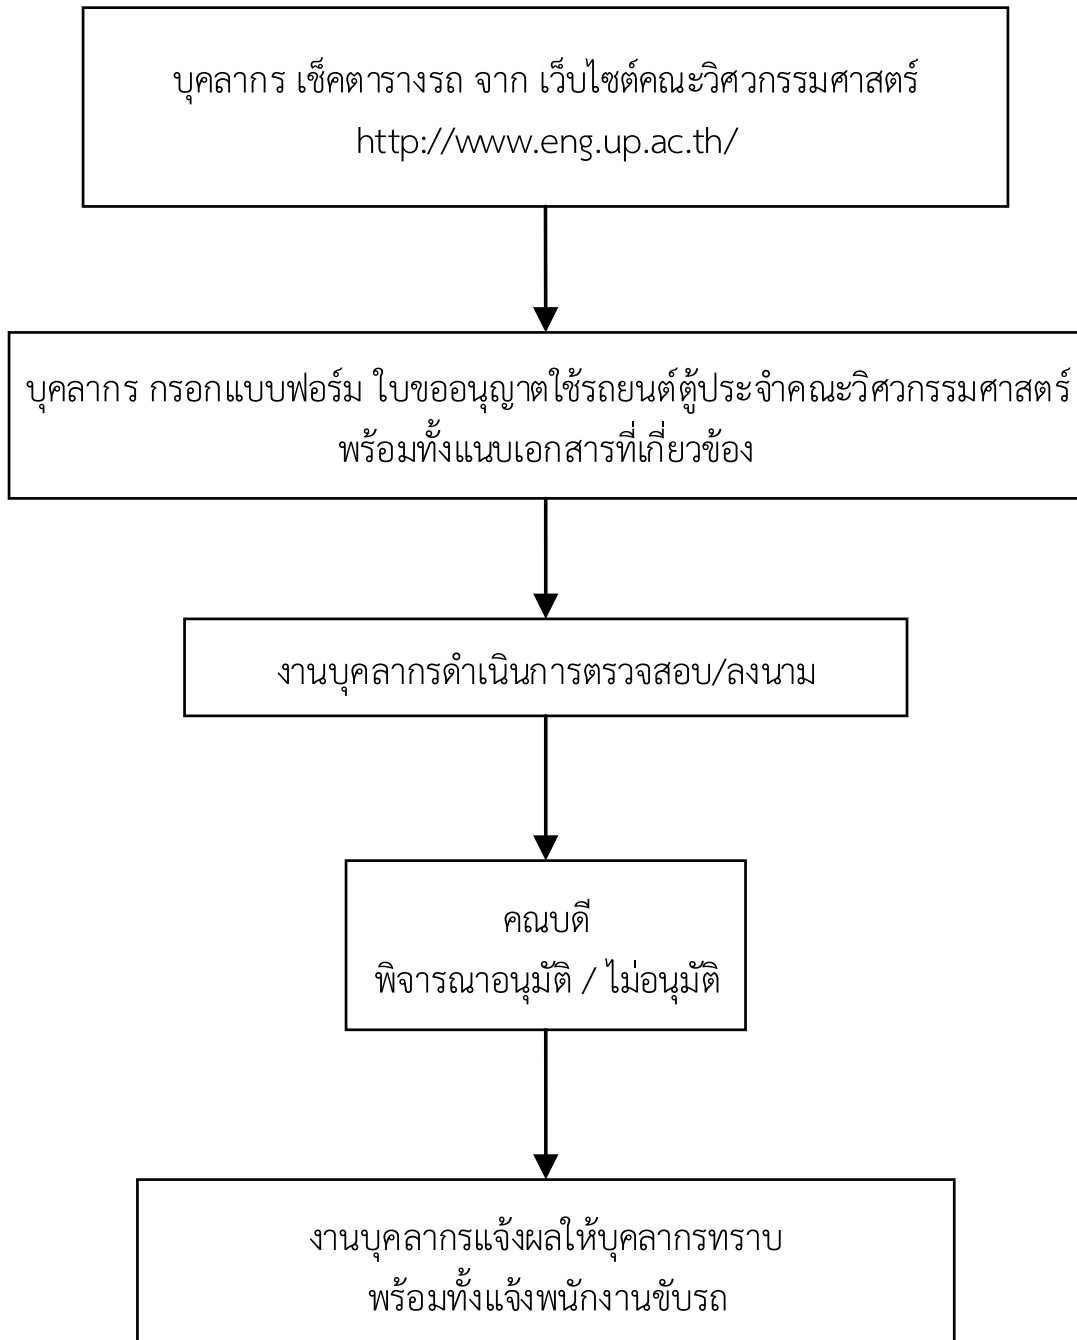 บุคลากร เช็คตารางรถ จาก เว็บไซต์คณะวิศวกรรมศาสตร์
http://www.eng.up.ac.th/
บุคลากร กรอกแบบฟอร์ม ใบขออนุญาตใช้รถยนต์ตู้ประจำคณะวิศวกรรมศาสตร์
พร้อมทั้งแนบเอกสารที่เกี่ยวข้อง
งานบุคลากรดำเนินการตรวจสอบ/ลงนาม
คณบดี
พิจารณาอนุมัติ / ไม่อนุมัติ
งานบุคลากรแจ้งผลให้บุคลากรทราบ
พร้อมทั้งแจ้งพนักงานขับรถ